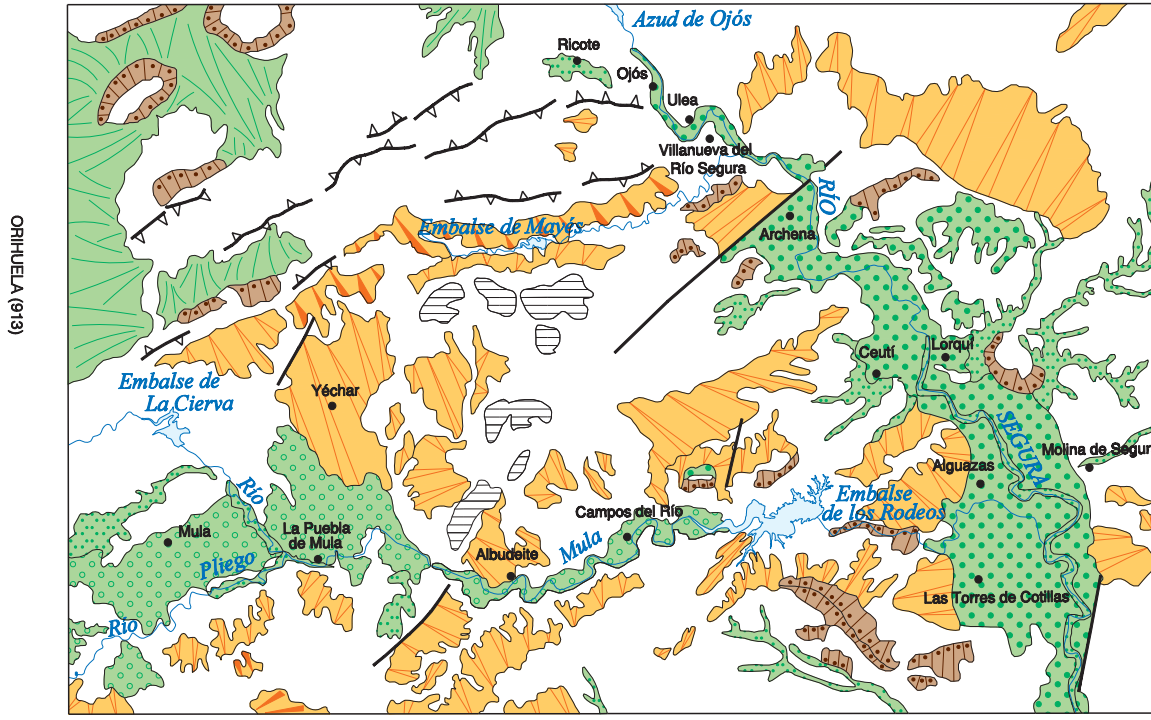 Azud de Ojós
Ricote
Ojós
Ulea
Villanueva del
Río Segura
RÍO
Archena
Embalse de Mayés
ORIHUELA (913)
Ceutí
Lorquí
Embalse de
La Cierva
Yéchar
SEGURA
Molina de Segur
Alguazas
Río
Embalse
de los Rodeos
Campos del Río
Mula
La Puebla
de Mula
Mula
Albudeite
Pliego
Las Torres de Cotillas
Río